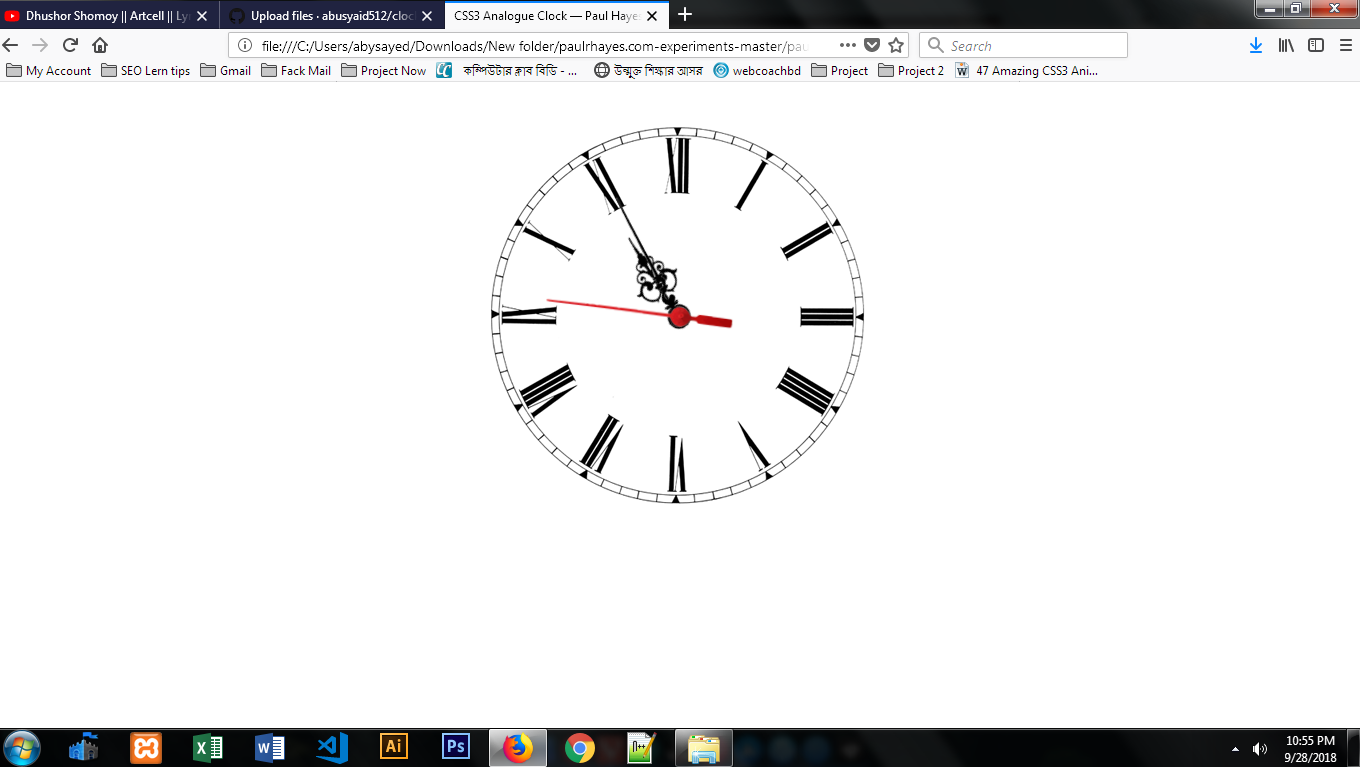 Dhushor Shomoy || Artcell || Ly
Upload files · abusyaid512/cloc
CSS3 Analogue Clock — Paul Haye
file:///C:/Users/abysayed/Downloads/New folder/paulrhayes.com-experiments-master/pau
Search
My Account
SEO Lern tips
Gmail
Fack Mail
Project Now
কম্পিউটার ক্লাব বিডি - ...
উন্মুক্ত শিক্ষার আসর
webcoachbd
Project
Project 2
47 Amazing CSS3 Ani...
XII
I
II
III
IIII
V
VI
VII
VIII
IX
X
XI
Ai
Ps
10:55 PM
9/28/2018